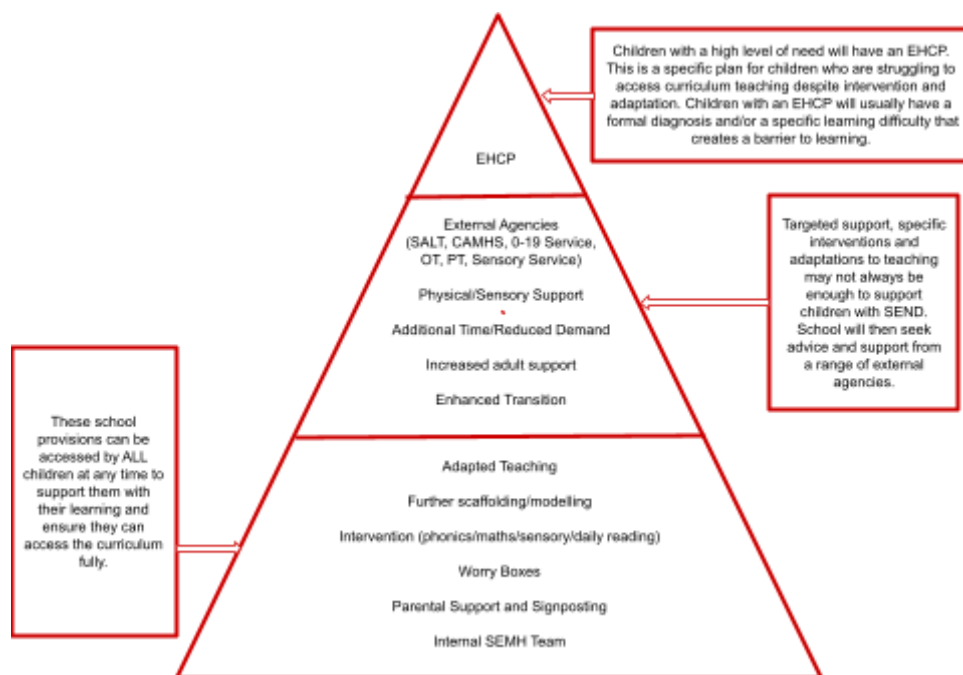 Children with a high level of need will have an EHCP.
This is a specific plan for children who are struggling to
access curriculum teaching despite intervention and
adaptation. Children with an EHCP will usually have a
formal diagnosis and/or a specific learning difficulty that
creates a barrier to learning.
EHCP
External Agencies
(SALT, CAMHS, 0-19 Service,
OT, PT, Sensory Service)
Physical/Sensory Support
Additional Time/Reduced Demand
Increased adult support
Enhanced Transition
Targeted support, specific
interventions and
adaptations to teaching
may not always be
enough to support
children with SEND.
School will then seek
advice and support from
a range of external
agencies.
These school
provisions can be
accessed by ALL
children at any time to
support them with
their learning and
ensure they can
access the curriculum
fully.
Adapted Teaching
Further scaffolding/modelling
Intervention (phonics/maths/sensory/daily reading)
Worry Boxes
Parental Support and Signposting
Internal SEMH Team